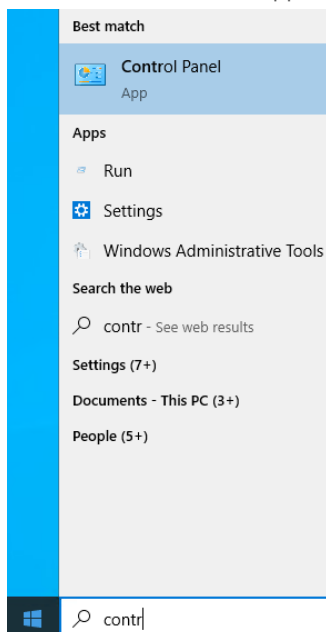 Best match
Control Panel
App
Apps
Run
Settings
Windows Administrative Tools
Search the web
contr - See web results
Settings (7+)
Documents - This PC (3+)
People (5+)
contr